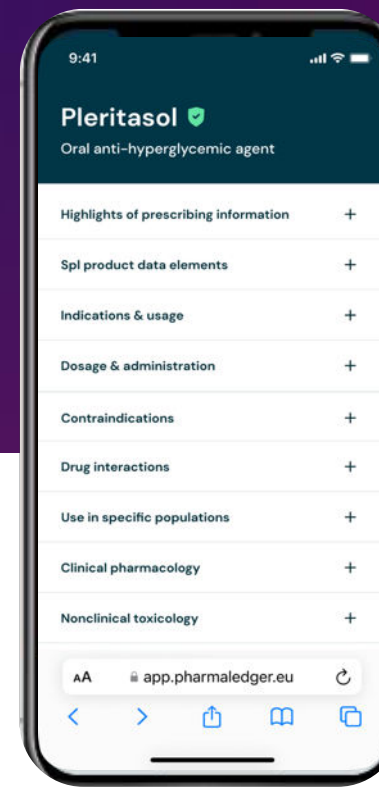 9:41
Pleritasol
Oral anti-hyperglycemic agent
Highlights of prescribing information +
Spl product data elements +
Indications & usage +
Dosage & administration +
Contraindications +
Drug interactions +
Use in specific populations +
Clinical pharmacology +
Nonclinical toxicology +
AA app.pharmaledger.eu